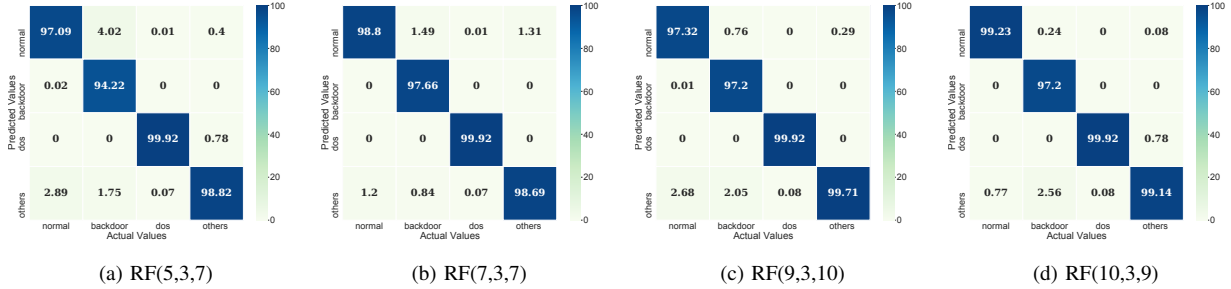 100
normal 97.09 4.02 0.01 0.4
80
backdoor 0.02 94.22 0 0
60
Predicted Values
40
dos 0 0 99.92 0.78
20
others 2.89 1.75 0.07 98.82
0
normal backdoor dos others
Actual Values
(a) RF(5,3,7)
100
normal 98.8 1.49 0.01 1.31
80
backdoor 0 97.66 0 0
60
Predicted Values
40
dos 0 0 99.92 0
20
others 1.2 0.84 0.07 98.69
0
normal backdoor dos others
Actual Values
(b) RF(7,3,7)
100
normal 97.32 0.76 0 0.29
80
backdoor 0.01 97.2 0 0
60
Predicted Values
40
dos 0 0 99.92 0
20
others 2.68 2.05 0.08 99.71
0
normal backdoor dos others
Actual Values
(c) RF(9,3,10)
100
normal 99.23 0.24 0 0.08
80
backdoor 0 97.2 0 0
60
Predicted Values
40
dos 0 0 99.92 0.78
20
others 0.77 2.56 0.08 99.14
0
normal backdoor dos others
Actual Values
(d) RF(10,3,9)